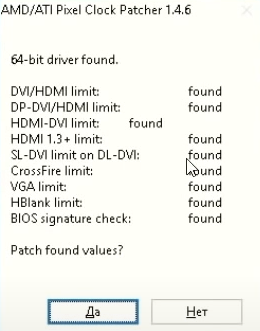 AMD/ATI Pixel Clock Patcher 1.4.6
64-bit driver found.
DVI/HDMI limit: found
DP-DVI/HDMI limit: found
HDMI-DVI limit: found
HDMI 1.3+ limit: found
SL-DVI limit on DL-DVI: found
CrossFire limit: found
VGA limit: found
HBlank limit: found
BIOS signature check: found
Patch found values?
Да Нет